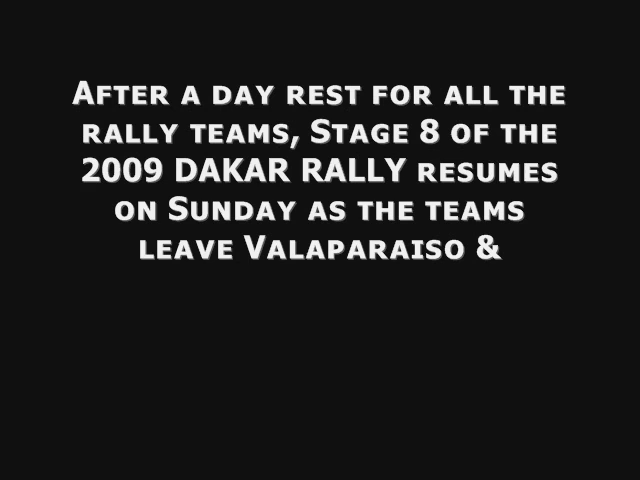 After a day rest for all the
rally teams, Stage 8 of the
2009 DAKAR RALLY resumes
on Sunday as the teams
leave Valaparaiso &